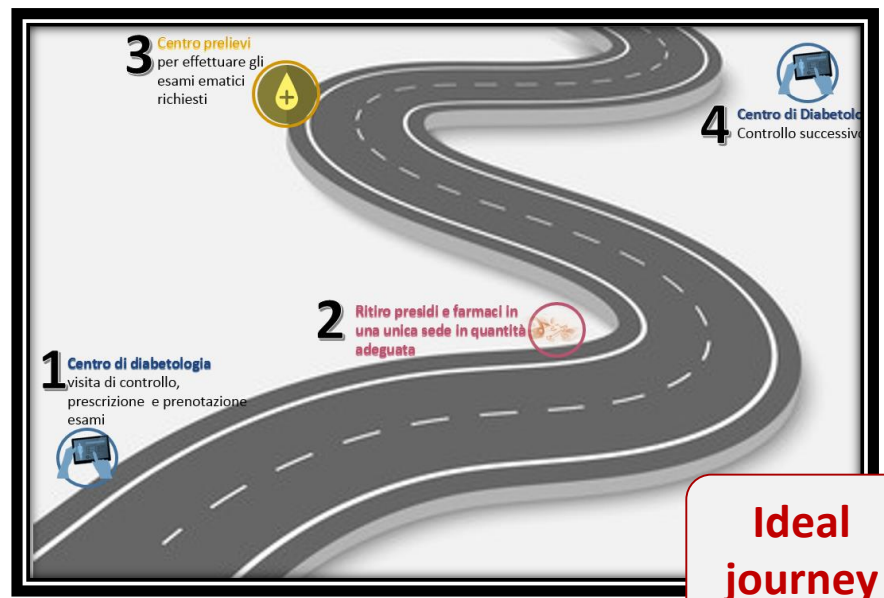 1
Centro di diabetologia
visita di controllo,
prescrizione e prenotazione
esami
2
Ritiro presidi e farmaci in
una unica sede in quantità
adeguata
3
Centro prelievi
per effettuare gli
esami ematici
richiesti
4
Centro di Diabetolo
Controllo successivo
Ideal
journey